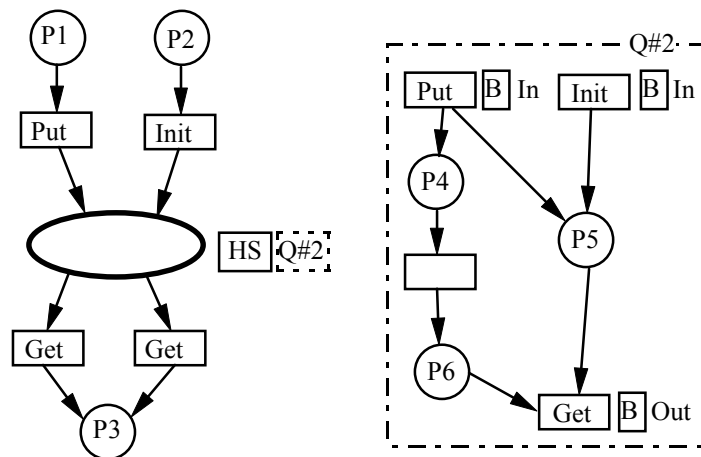 P1
P2
Put
Init
HS
Q#2
Get
Get
P3
Q#2
Put
B
In
Init
B
In
P4
P5
P6
Get
B
Out